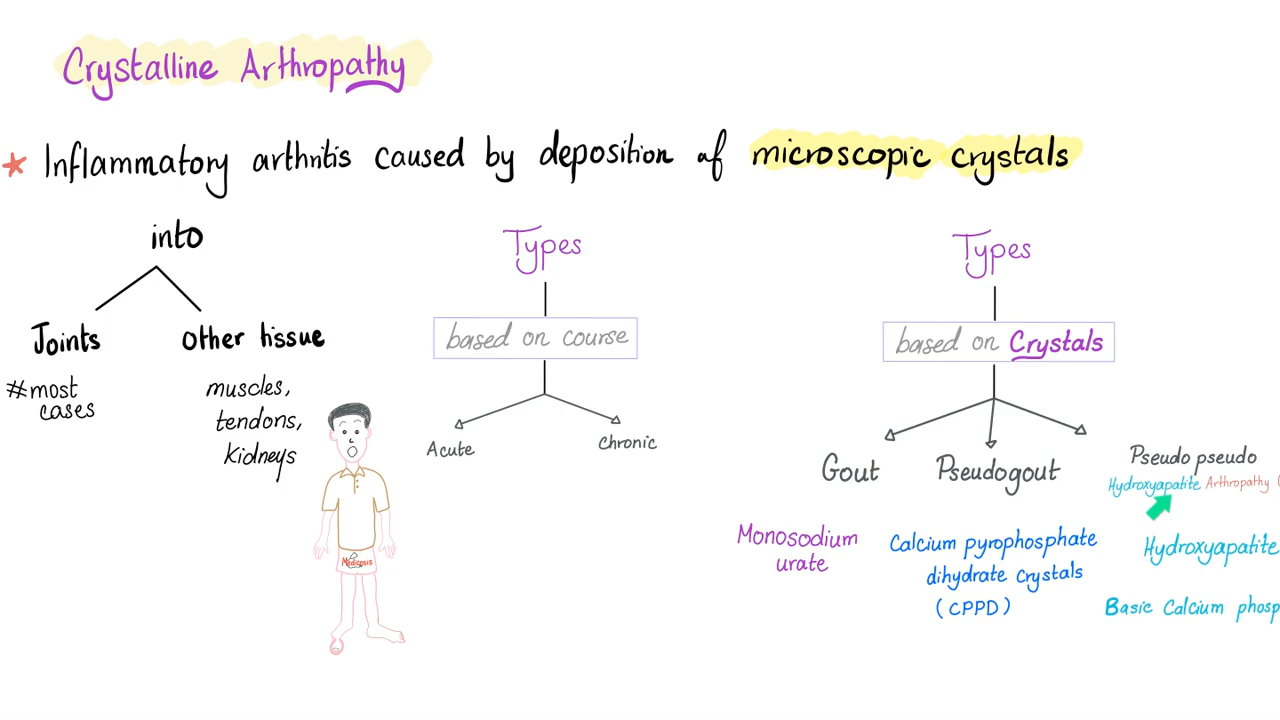 Crystalline Arthropathy
* Inflammatory arthritis caused by deposition of microscopic crystals
into
Joints
#most
cases
Other tissue
muscles,
tendons,
kidneys
Medicosis
Types
based on course
Acute
Chronic
Types
based on Crystals
Gout
Monosodium
urate
Pseudogout
Calcium pyrophosphate
dihydrate crystals
(CPPD)
Pseudo pseudo
Hydroxyapatite Arthropathy (
Hydroxyapatite
Basic Calcium phosp